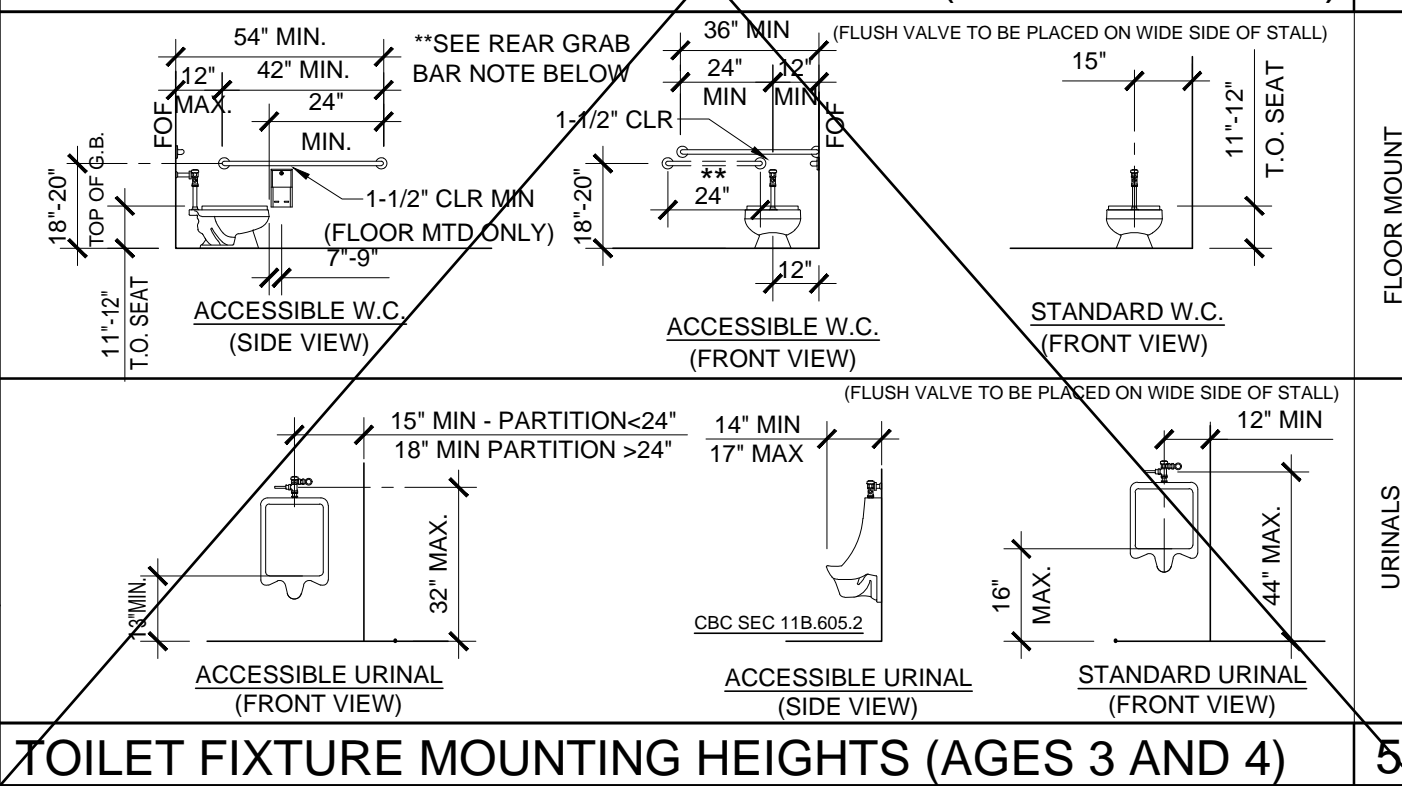 54" MIN.
42" MIN.
12"
MAX.
24"
MIN.
FOF
**SEE REAR GRAB
BAR NOTE BELOW
18"-20"
TOP OF G.B.
1-1/2" CLR MIN
(FLOOR MTD ONLY)
7"-9"
11"-12"
T.O. SEAT
ACCESSIBLE W.C.
(SIDE VIEW)
36" MIN
24"
MIN
12"
MIN
FOF
1-1/2" CLR
18"-20"
**
24"
12"
ACCESSIBLE W.C.
(FRONT VIEW)
(FLUSH VALVE TO BE PLACED ON WIDE SIDE OF STALL)
15"
11"-12"
T.O. SEAT
STANDARD W.C.
(FRONT VIEW)
FLOOR MOUNT
15" MIN - PARTITION<24"
18" MIN PARTITION >24"
13"MIN.
32" MAX.
ACCESSIBLE URINAL
(FRONT VIEW)
14" MIN
17" MAX
CBC SEC 11B.605.2
ACCESSIBLE URINAL
(SIDE VIEW)
(FLUSH VALVE TO BE PLACED ON WIDE SIDE OF STALL)
12" MIN
16"
MAX.
44" MAX.
STANDARD URINAL
(FRONT VIEW)
URINALS
TOILET FIXTURE MOUNTING HEIGHTS (AGES 3 AND 4)
5